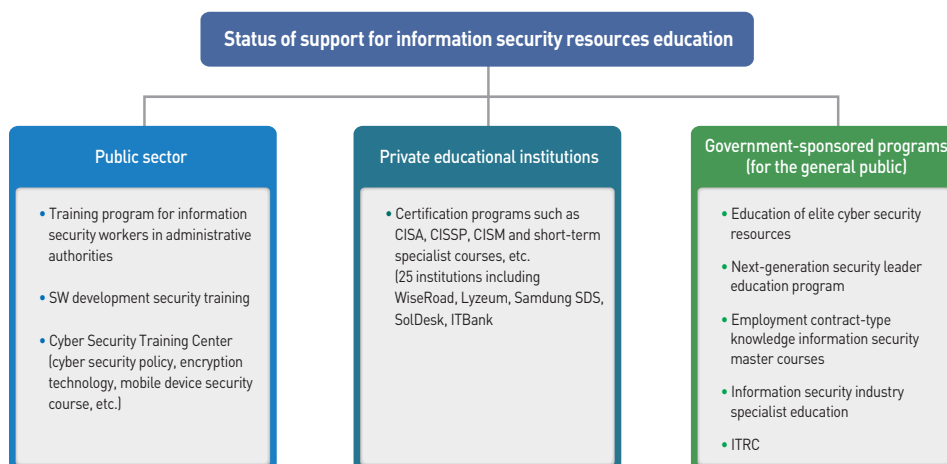 Status of support for information security resources education
Public sector
• Training program for information
security workers in administrative
authorities
• SW development security training
• Cyber Security Training Center
(cyber security policy, encryption
technology, mobile device security
course, etc.)
Private educational institutions
• Certification programs such as
CISA, CISSP, CISM and short-term
specialist courses, etc.
(25 institutions including
WiseRoad, Lyzeum, Samdung SDS,
SolDesk, ITBank
Government-sponsored programs
(for the general public)
• Education of elite cyber security
resources
• Next-generation security leader
education program
• Employment contract-type
knowledge information security
master courses
• Information security industry
specialist education
• ITRC